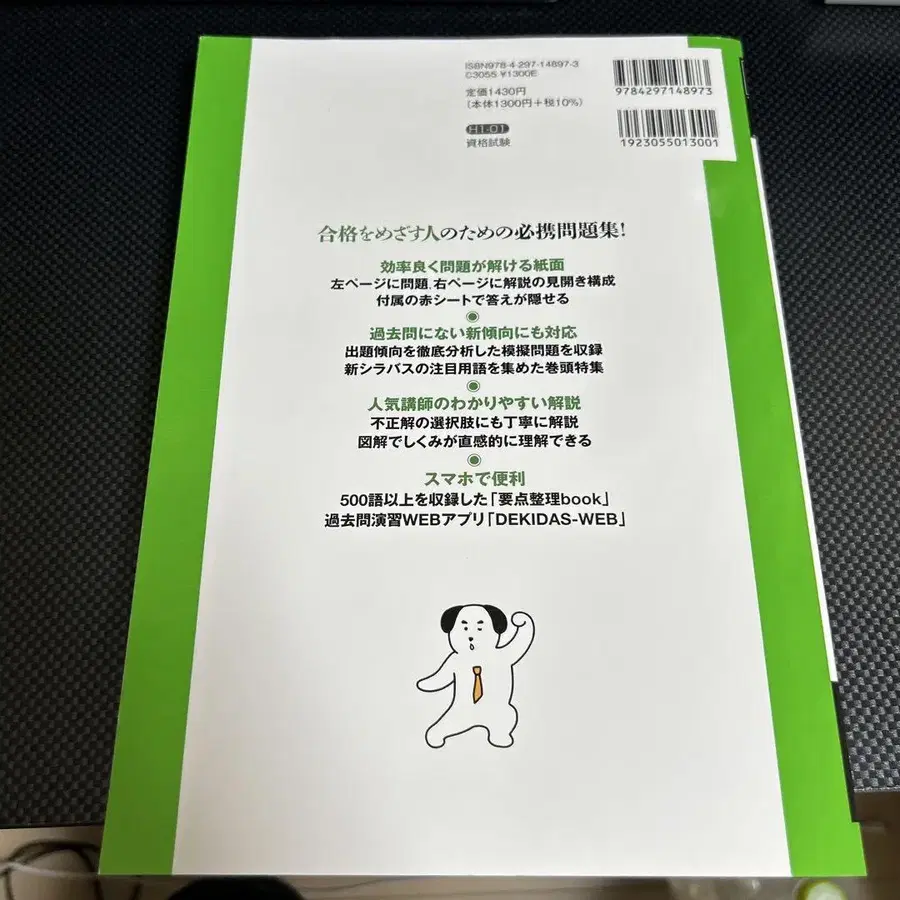 ISBN978-4-297-14897-3
C3055 ¥1300E
定価1430円
(本体1300円+税10%)
H1-01
資格試験
9784297148973
1923055013001
合格をめざす人のための必携問題集!
効率良く問題が解ける紙面
左ページに問題、右ページに解説の見開き構成
付属の赤シートで答えが隠せる
過去問にない新傾向にも対応
出題傾向を徹底分析した模擬問題を収録
新シラバスの注目用語を集めた巻頭特集
人気講師のわかりやすい解説
不正解の選択肢にも丁寧に解説
図解でしくみが直感的に理解できる
スマホで便利
500語以上を収録した「要点整理book」
過去問演習WEBアプリ「DEKIDAS-WEB」